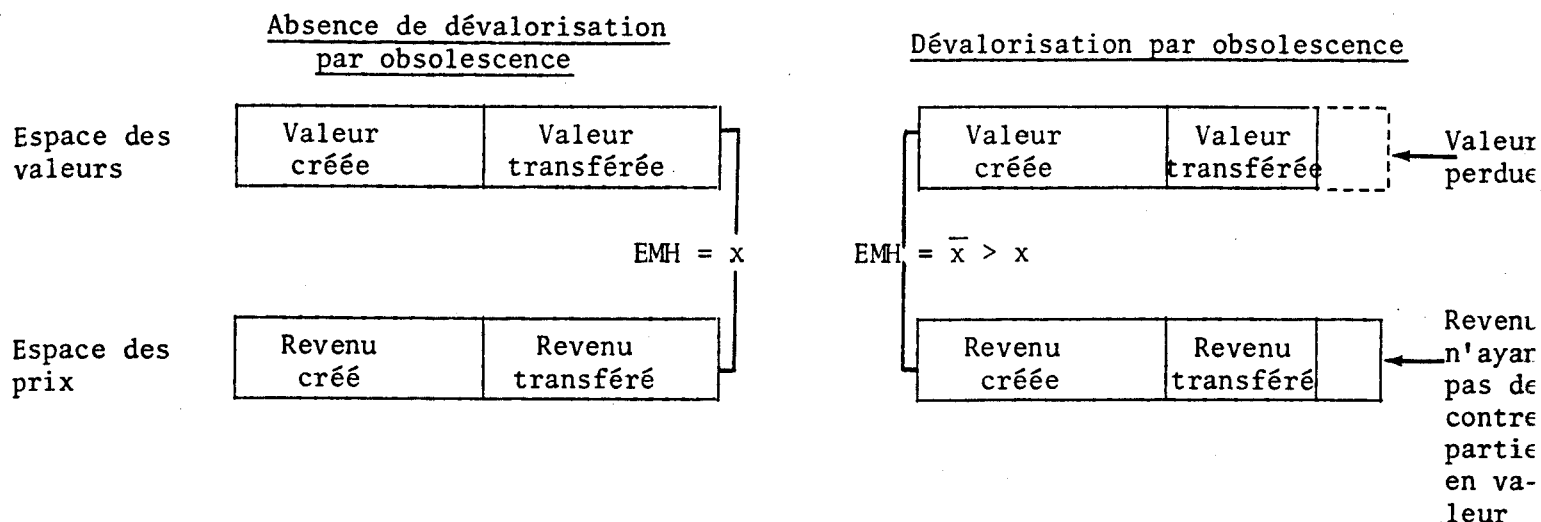 Absence de dévalorisation
par obsolescence
Dévalorisation par obsolescence
Espace des
valeurs
Valeur
créée
Valeur
transférée
Valeur
créée
Valeur
transférée
Valeur
perdue
EMH = x
EMH = x̅ > x
Espace des
prix
Revenu
créé
Revenu
transféré
Revenu
créée
Revenu
transféré
Revenu
n'ayan
pas de
contre
partie
en va-
leur